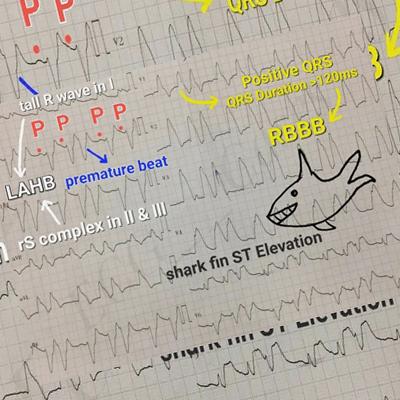 P P
QRS
V2
tall R wave in I
P P P P
Positive QRS
QRS Duration >120ms
}
RBBB
LAHB
premature beat
rS complex in II & III
shark fin ST Elevation
shark fin ST Elevation